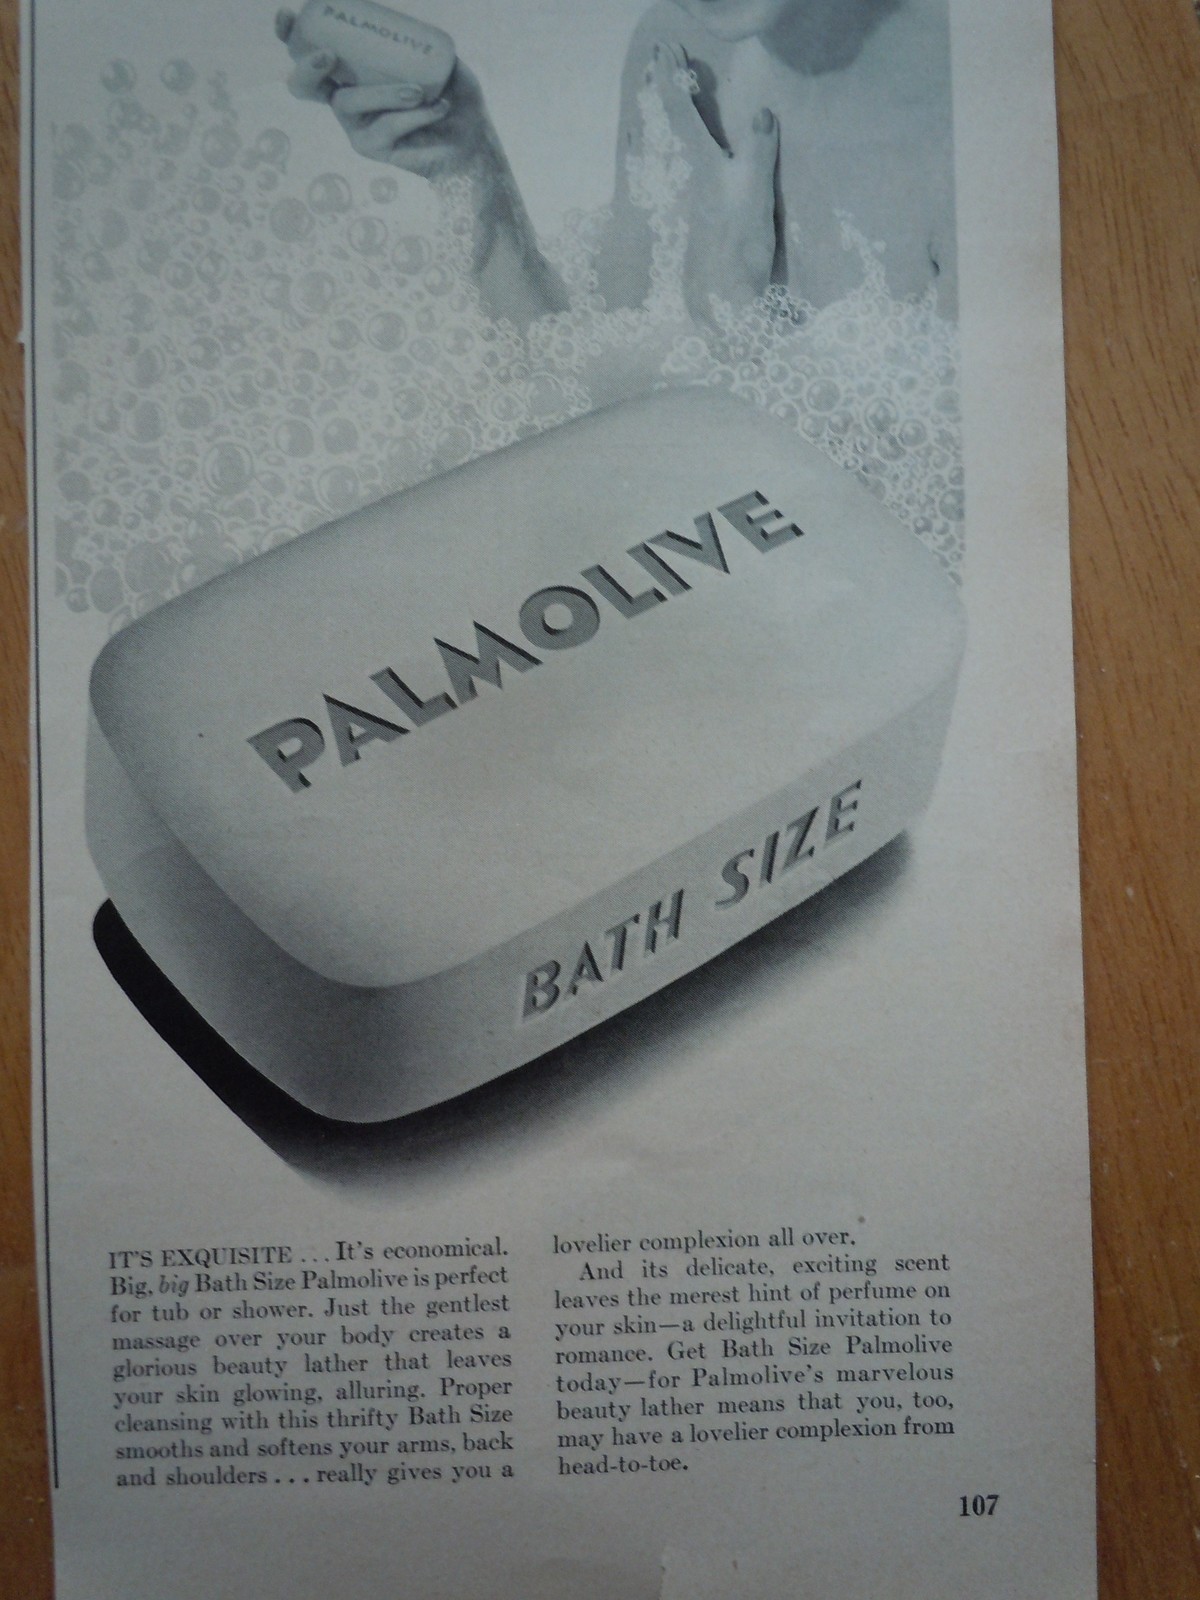 PALMOLIVE
PALMOLIVE
BATH SIZE
IT'S EXQUISITE ... It's economical.
Big, big Bath Size Palmolive is perfect
for tub or shower. Just the gentlest
massage over your body creates a
glorious beauty lather that leaves
your skin glowing, alluring. Proper
cleansing with this thrifty Bath Size
smooths and softens your arms, back
and shoulders ... really gives you a
lovelier complexion all over.
And its delicate, exciting scent
leaves the merest hint of perfume on
your skin—a delightful invitation to
romance. Get Bath Size Palmolive
today—for Palmolive's marvelous
beauty lather means that you, too,
may have a lovelier complexion from
head-to-toe.
107